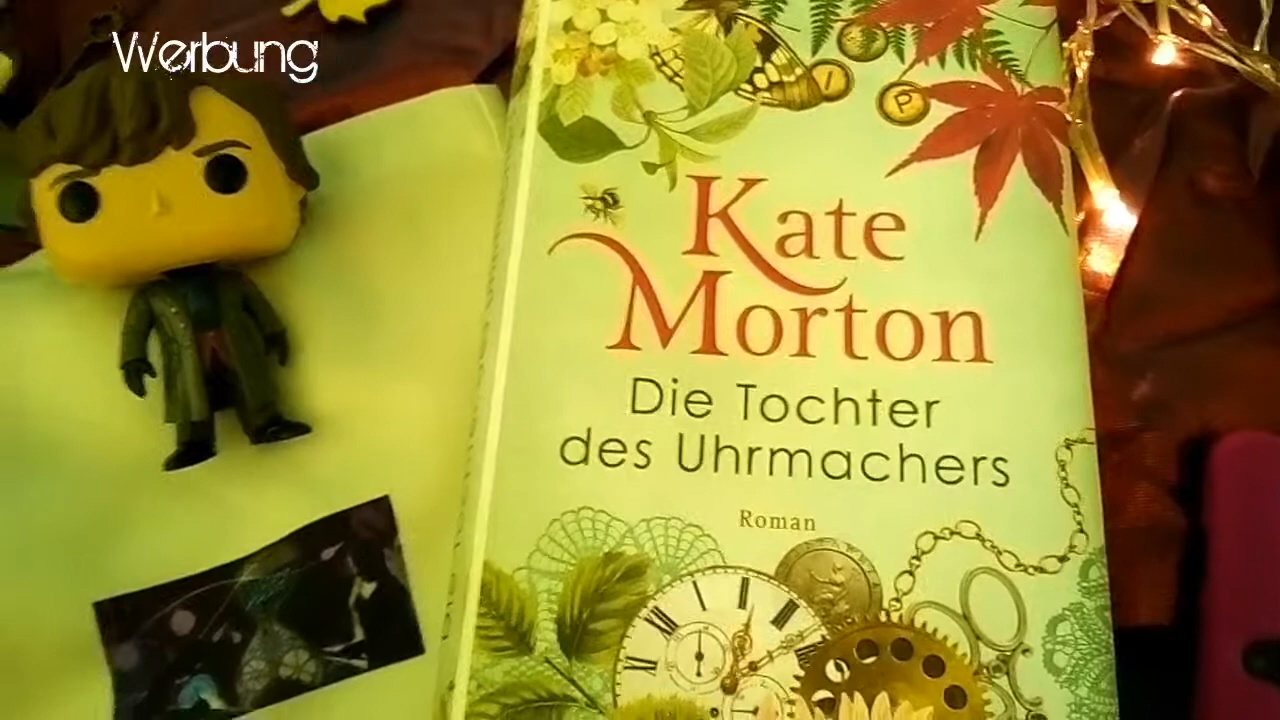 Werbung
I
P
Kate
Morton
Die Tochter
des Uhrmachers
Roman